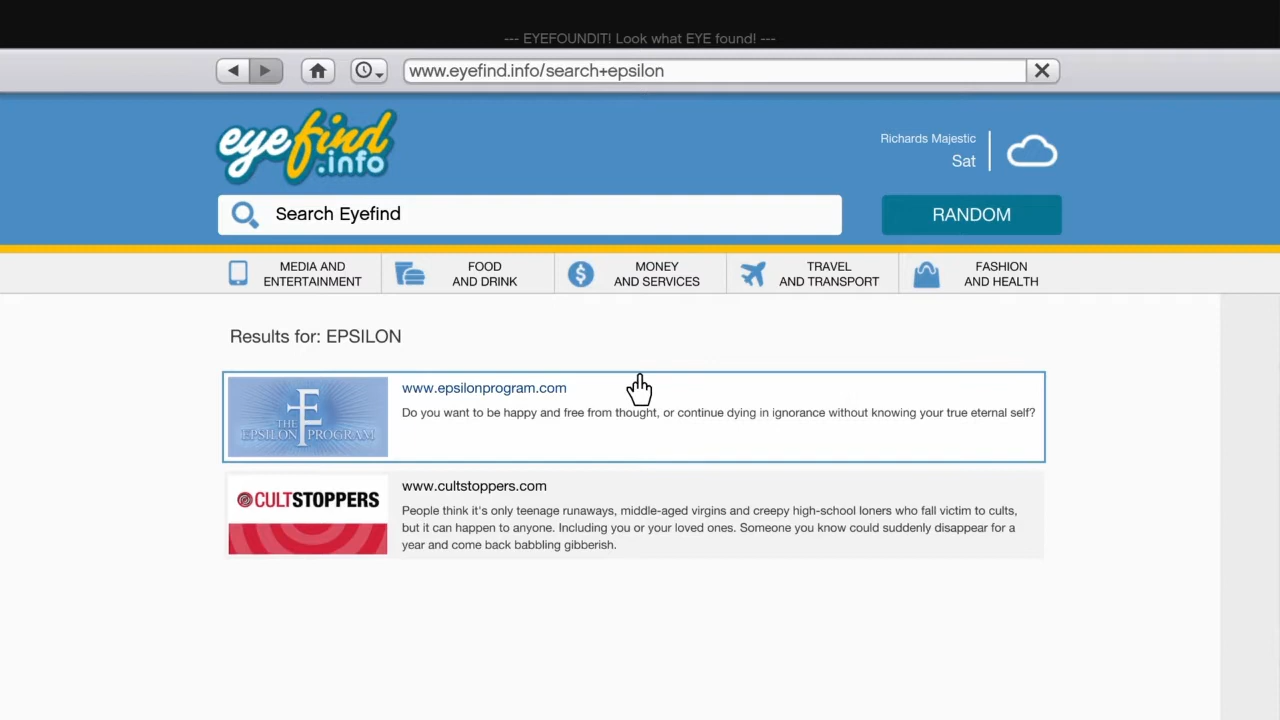 --- EYEFOUNDIT! Look what EYE found! ---
www.eyefind.info/search+epsilon
eyefind
.info
Richards Majestic
Sat
Search Eyefind
RANDOM
MEDIA AND
ENTERTAINMENT
FOOD
AND DRINK
MONEY
AND SERVICES
TRAVEL
AND TRANSPORT
FASHION
AND HEALTH
Results for: EPSILON
THE
EPSILON PROGRAM
www.epsilonprogram.com
Do you want to be happy and free from thought, or continue dying in ignorance without knowing your true eternal self?
CULTSTOPPERS
www.cultstoppers.com
People think it's only teenage runaways, middle-aged virgins and creepy high-school loners who fall victim to cults,
but it can happen to anyone. Including you or your loved ones. Someone you know could suddenly disappear for a
year and come back babbling gibberish.